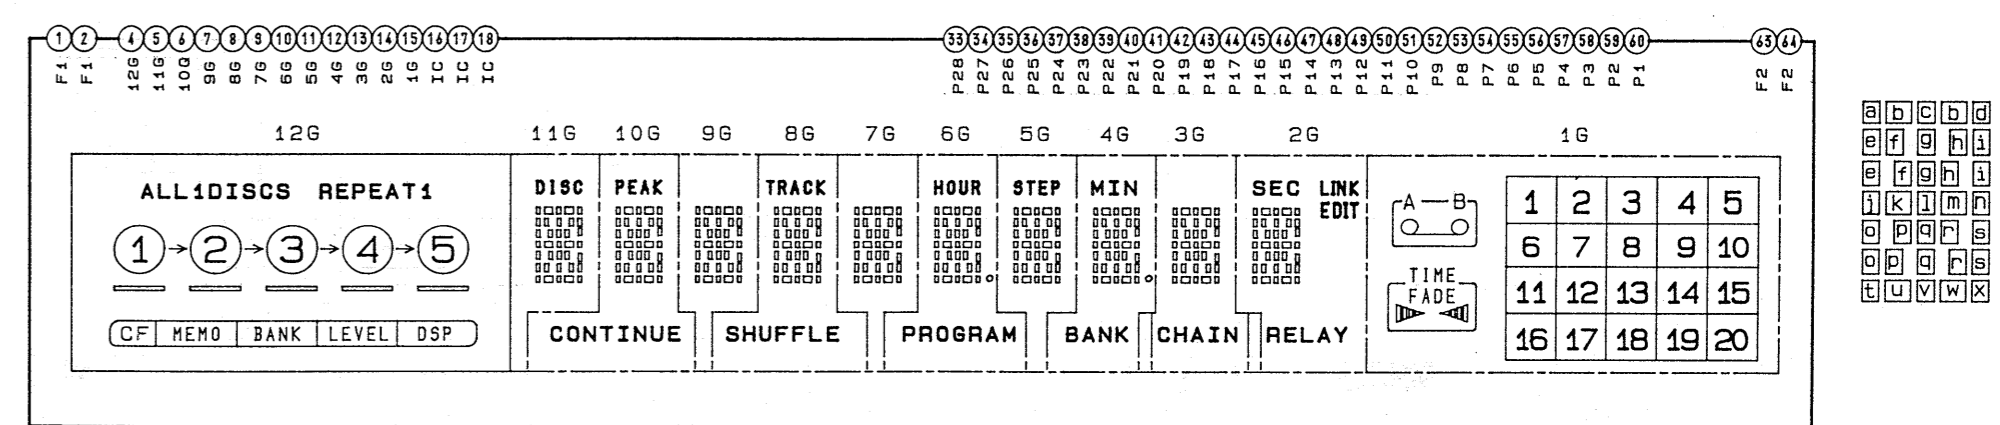 1 2 4 5 6 7 8 9 10 11 12 13 14 15 16 17 18 33 34 35 36 37 38 39 40 41 42 43 44 45 46 47 48 49 50 51 52 53 54 55 56 57 58 59 60 63 64
F1 F1 12G 11G 10G 9G 8G 7G 6G 5G 4G 3G 2G 1G IC IC IC P28 P27 P26 P25 P24 P23 P22 P21 P20 P19 P18 P17 P16 P15 P14 P13 P12 P11 P10 P9 P8 P7 P6 P5 P4 P3 P2 P1 F2 F2
12G 11G 10G 9G 8G 7G 6G 5G 4G 3G 2G 1G
ALL1DISCS REPEAT1 DISC PEAK TRACK HOUR STEP MIN SEC LINK
EDIT
1 → 2 → 3 → 4 → 5
CF MEMO BANK LEVEL DSP
CONTINUE SHUFFLE PROGRAM BANK CHAIN RELAY
A — B
TIME
FADE
1 2 3 4 5
6 7 8 9 10
11 12 13 14 15
16 17 18 19 20
a b c b d
e f g h i
e f g h i
j k l m n
o p q r s
o p q r s
t u v w x